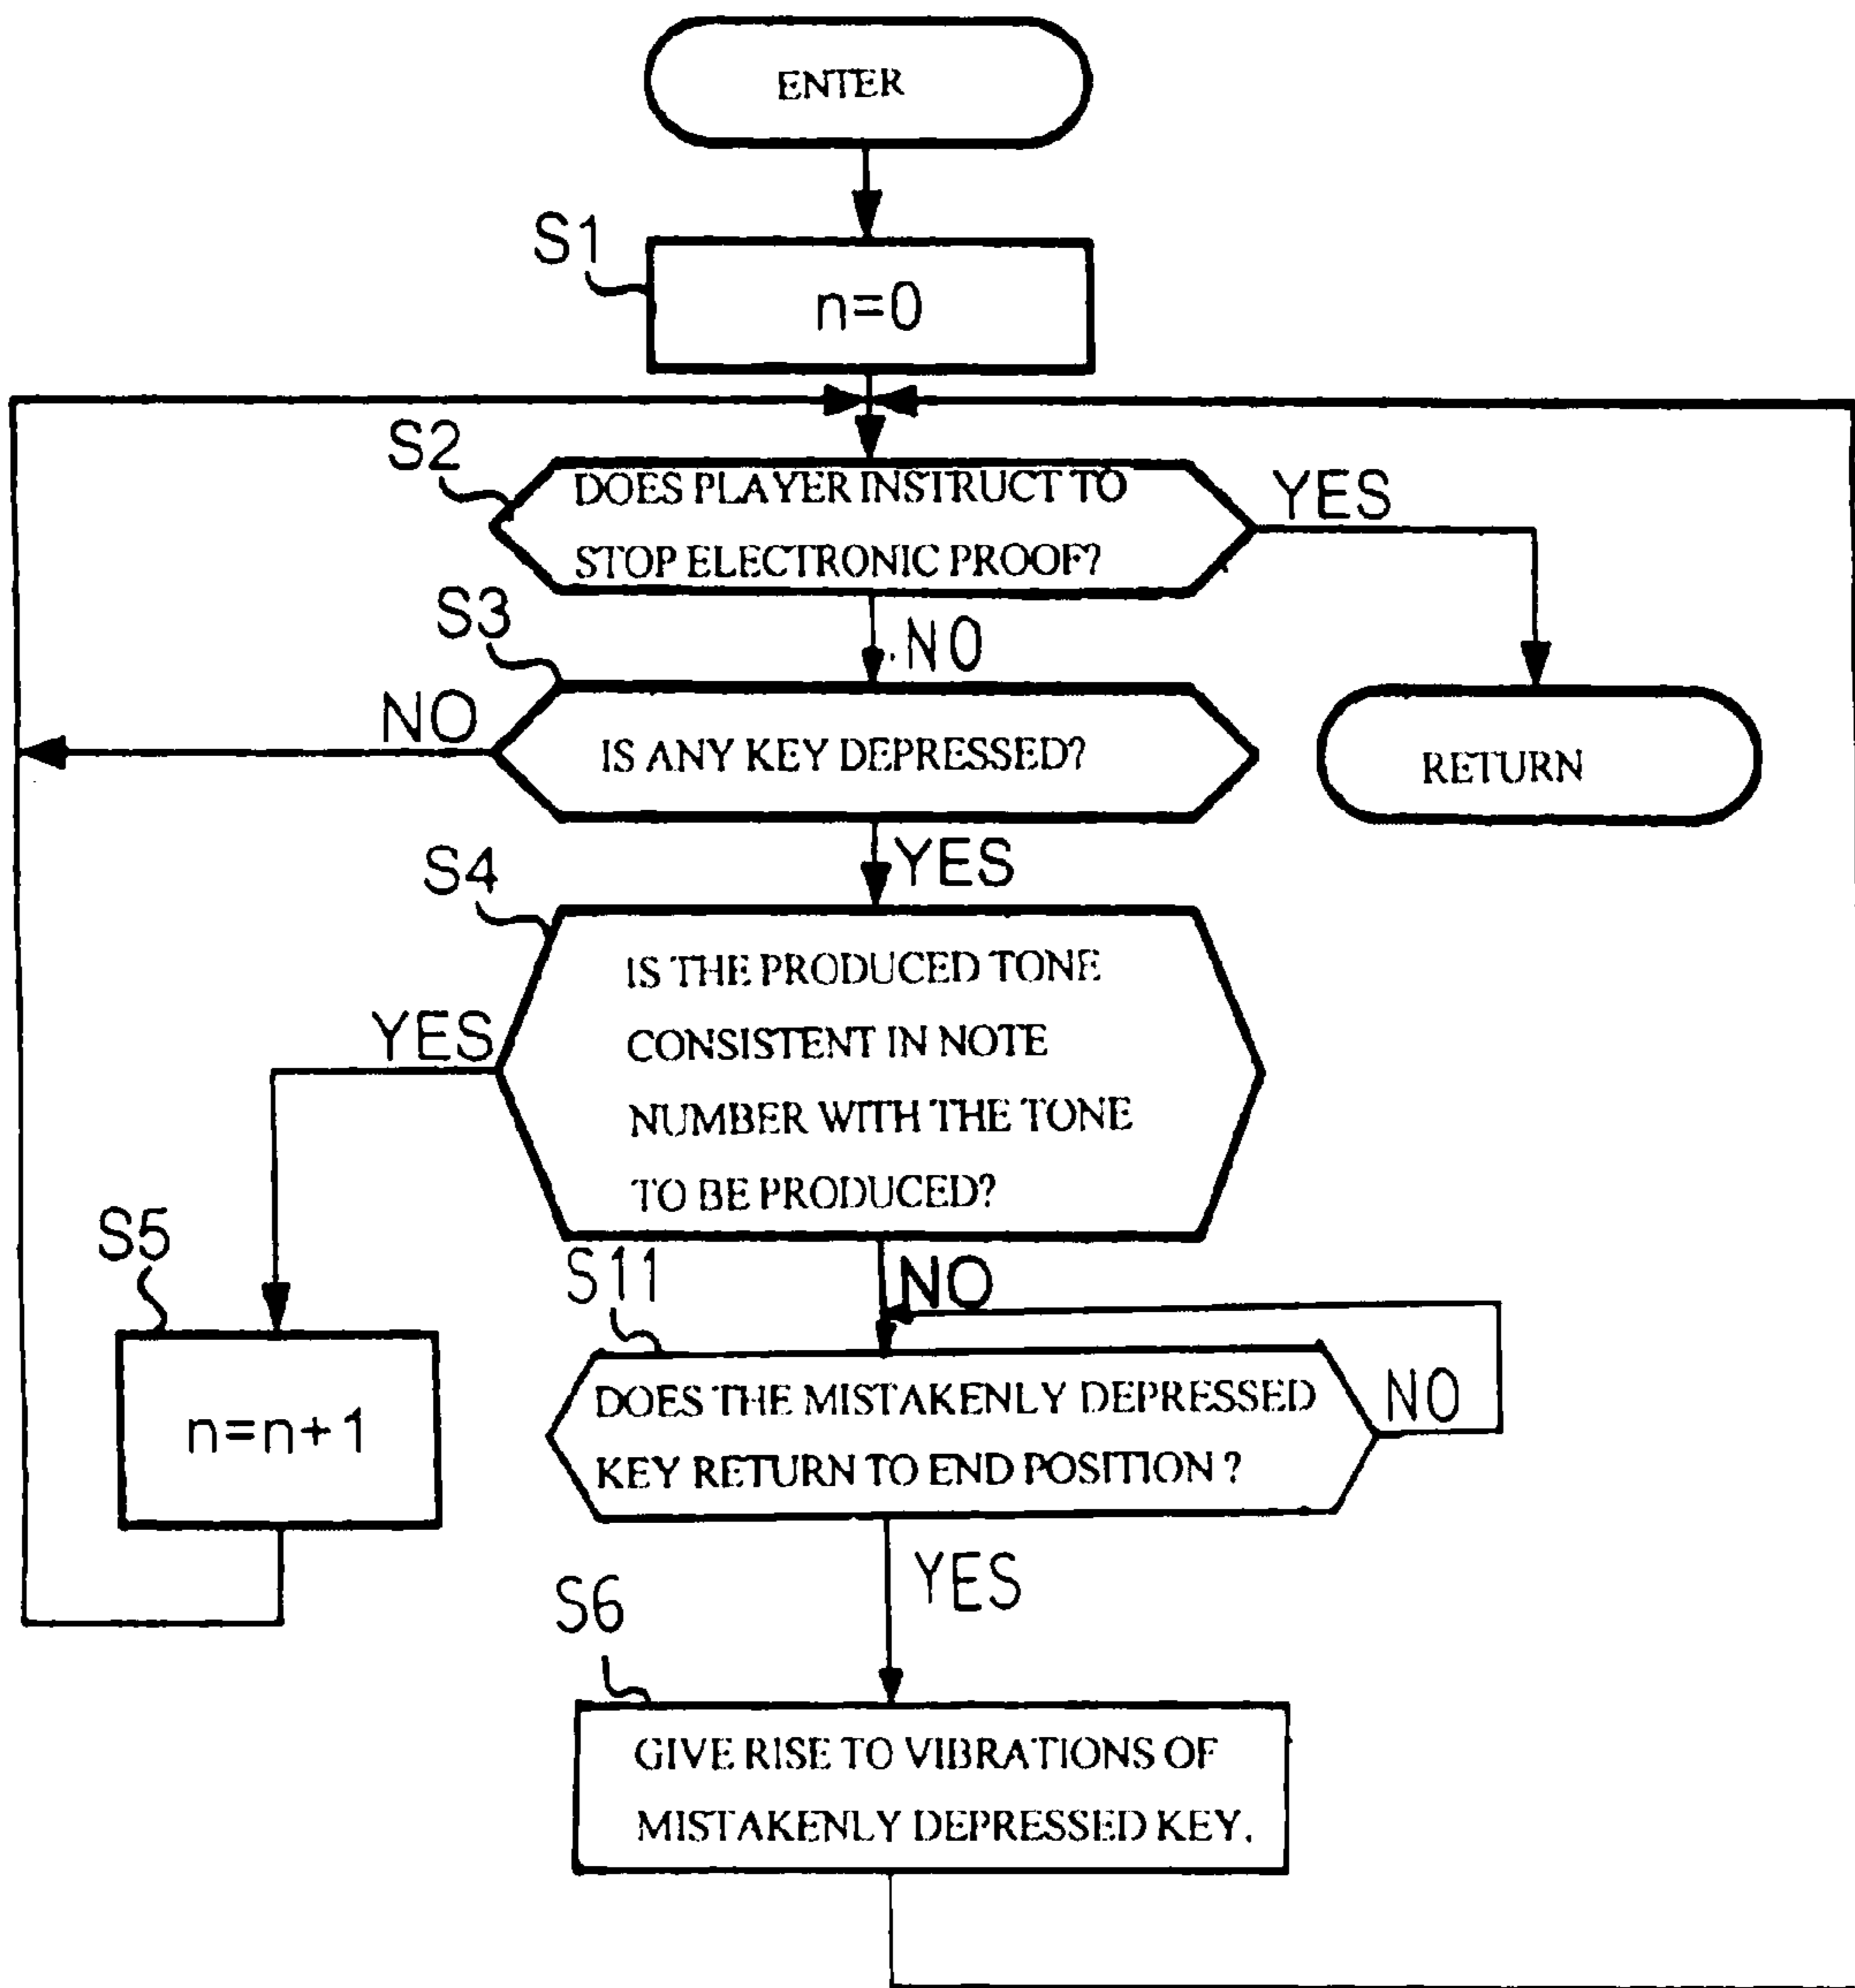 ENTER
S1
n=0
S2
DOES PLAYER INSTRUCT TO
STOP ELECTRONIC PROOF?
YES
S3
NO
NO
IS ANY KEY DEPRESSED?
RETURN
YES
S4
IS THE PRODUCED TONE
CONSISTENT IN NOTE
NUMBER WITH THE TONE
TO BE PRODUCED?
YES
S5
n=n+1
NO
S11
DOES THE MISTAKENLY DEPRESSED
KEY RETURN TO END POSITION ?
NO
YES
S6
GIVE RISE TO VIBRATIONS OF
MISTAKENLY DEPRESSED KEY.